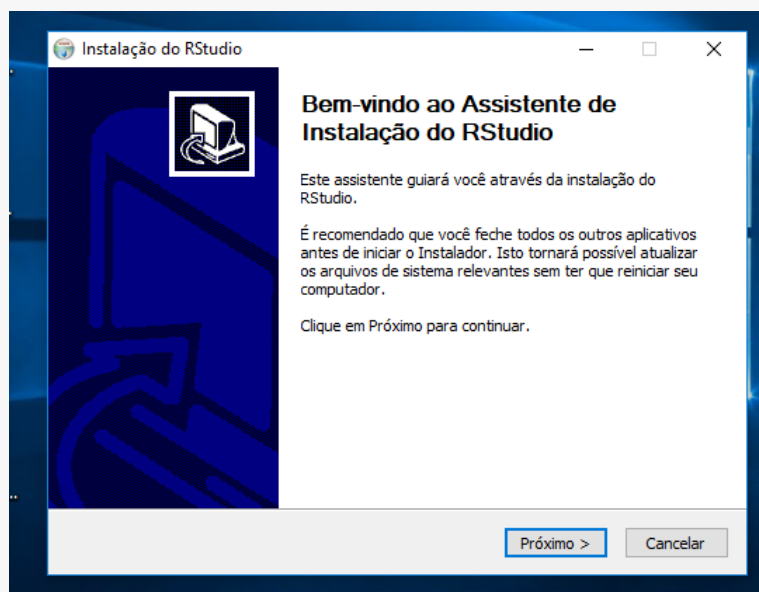 Instalação do RStudio
Bem-vindo ao Assistente de
Instalação do RStudio
Este assistente guiará você através da instalação do
RStudio.
É recomendado que você feche todos os outros aplicativos
antes de iniciar o Instalador. Isto tornará possível atualizar
os arquivos de sistema relevantes sem ter que reiniciar seu
computador.
Clique em Próximo para continuar.
Próximo >
Cancelar